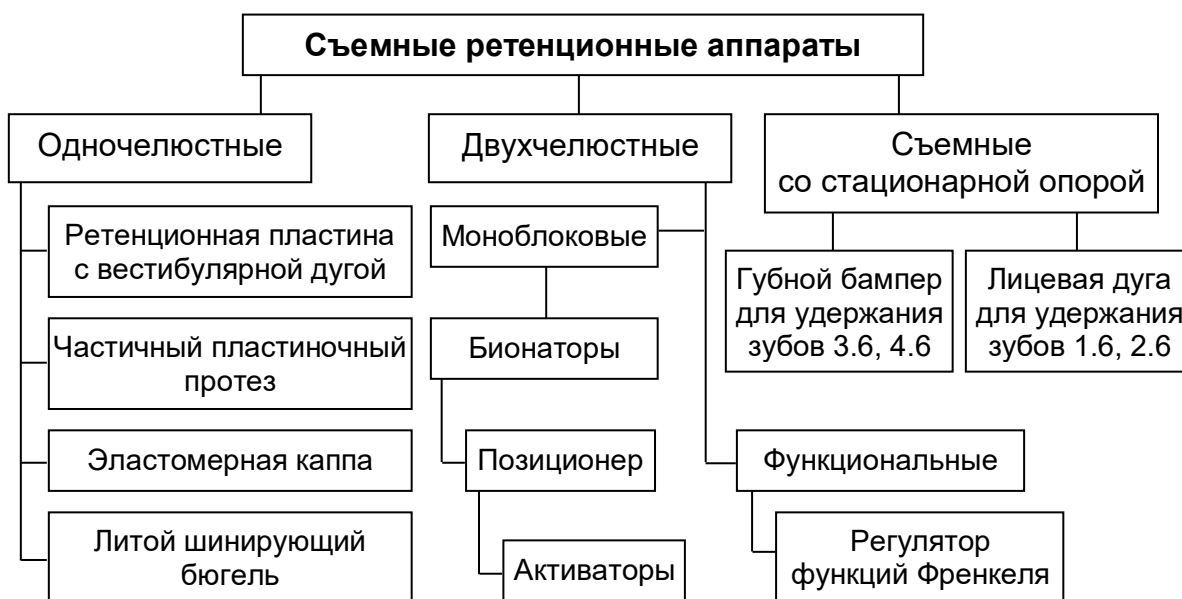 Съемные ретенционные аппараты
Одночелюстные
Ретенционная пластина
с вестибулярной дугой
Частичный пластиночный
протез
Эластомерная каппа
Литой шинирующий
бюгель
Двухчелюстные
Моноблоковые
Бионаторы
Позиционер
Активаторы
Функциональные
Регулятор
функций Френкеля
Съемные
со стационарной опорой
Губной бампер
для удержания
зубов 3.6, 4.6
Лицевая дуга
для удержания
зубов 1.6, 2.6